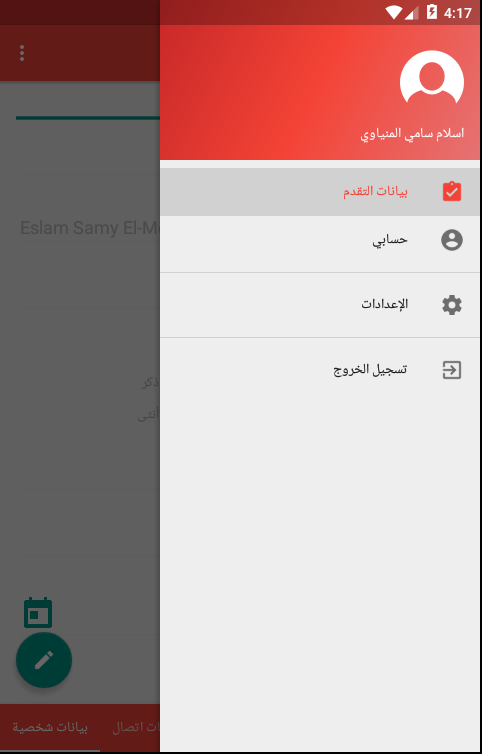 4:17
اسلام سامي المنياوي
بيانات التقدم
حسابي
الإعدادات
تسجيل الخروج
Eslam Samy El-M
ذكر
أنثى
بيانات شخصية
ات اتصال